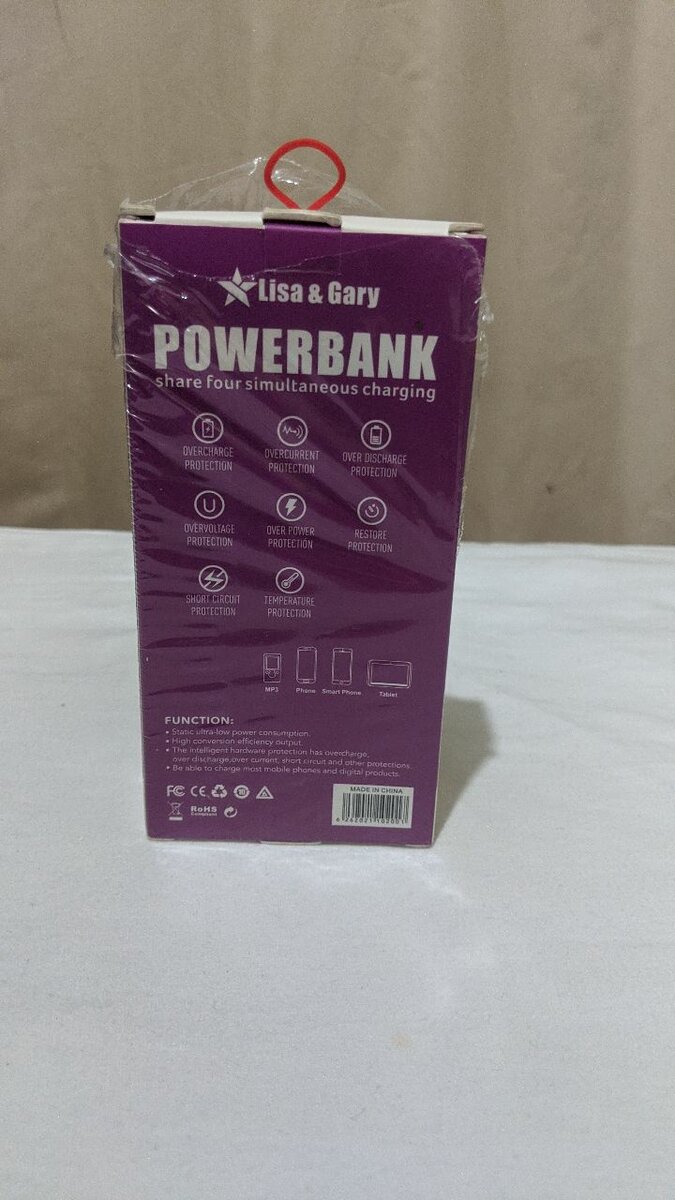 Lisa & Gary
POWERBANK
share four simultaneous charging
OVERCHARGE
PROTECTION
OVERCURRENT
PROTECTION
OVER DISCHARGE
PROTECTION
OVERVOLTAGE
PROTECTION
OVER POWER
PROTECTION
RESTORE
PROTECTION
SHORT CIRCUIT
PROTECTION
TEMPERATURE
PROTECTION
MP3
Phone
Smart Phone
Tablet
FUNCTION:
• Static ultra-low power consumption.
• High conversion efficiency output.
• The intelligent hardware protection has overcharge,
over discharge,over current, short circuit and other protections.
• Be able to charge most mobile phones and digital products.
FC CE
RoHS
Compliant
MADE IN CHINA